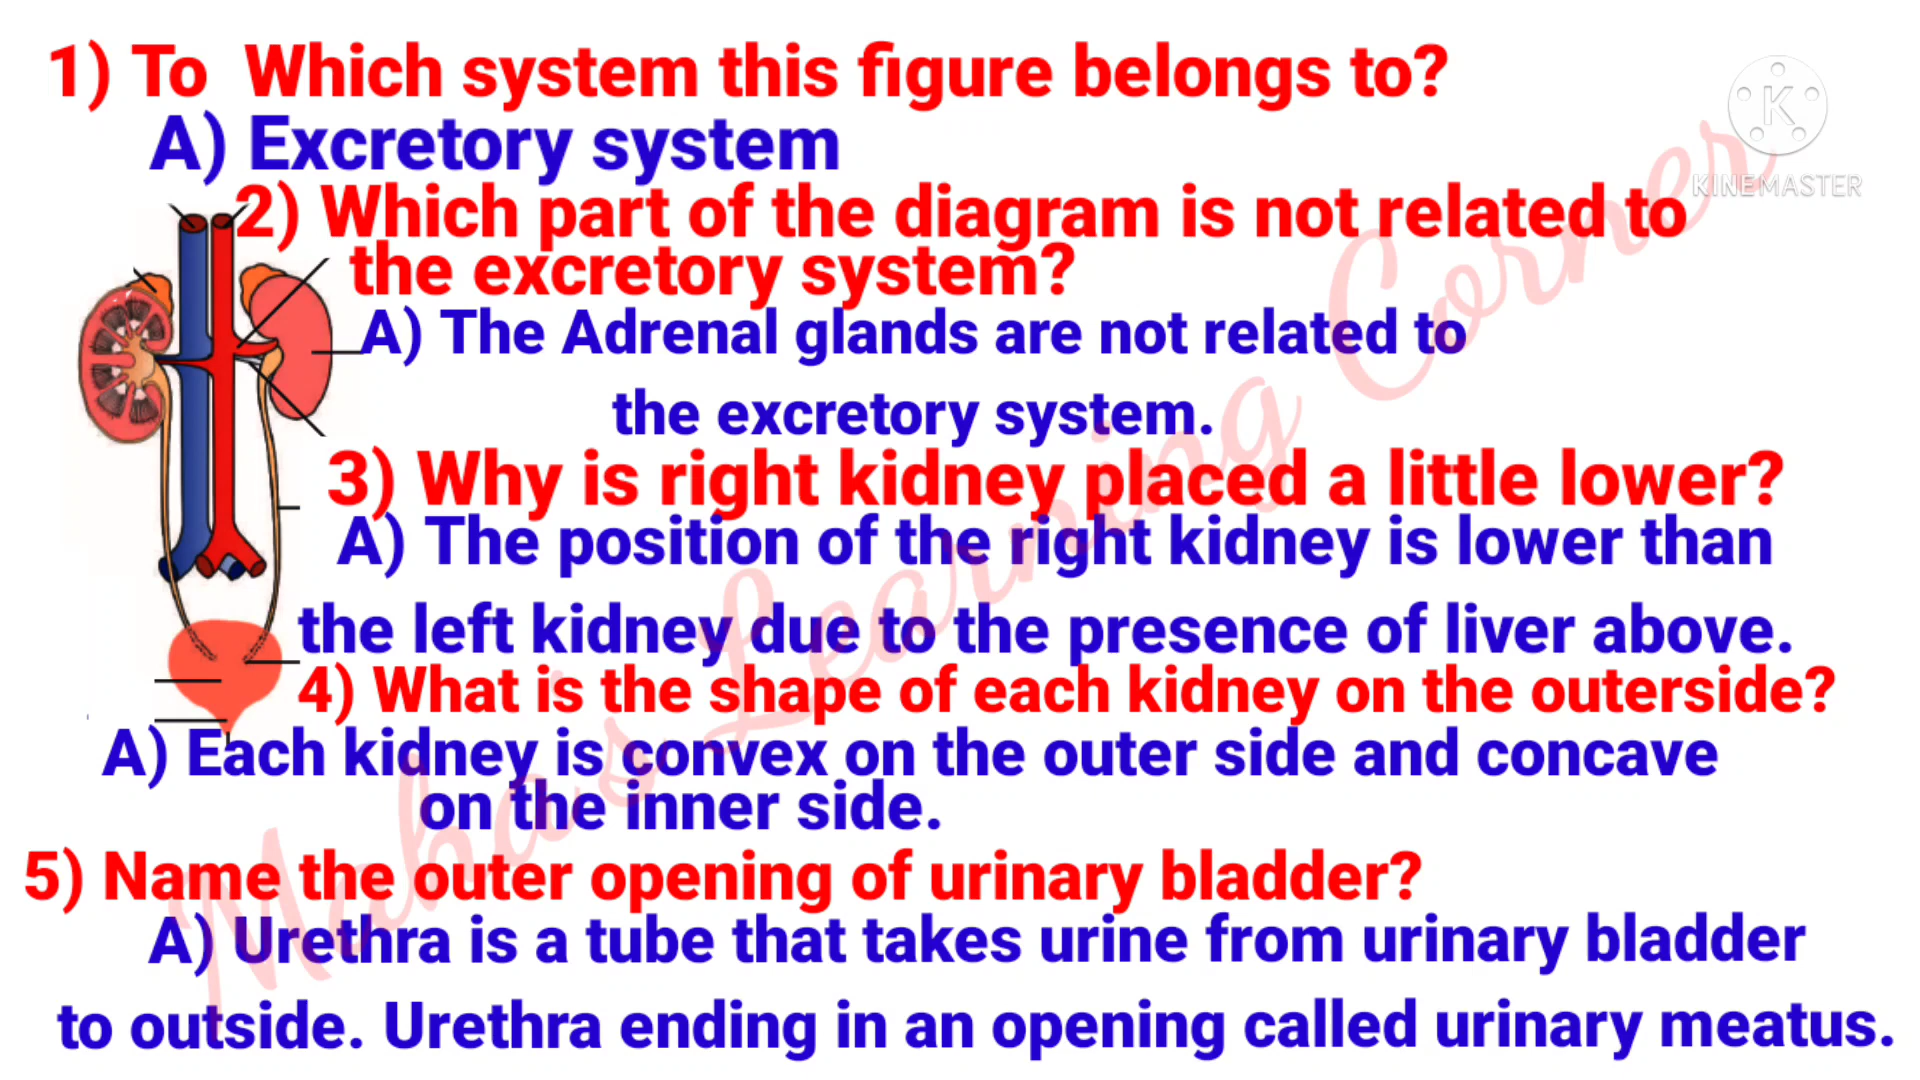 1) To Which system this figure belongs to?
A) Excretory system
2) Which part of the diagram is not related to
the excretory system?
A) The Adrenal glands are not related to
the excretory system.
3) Why is right kidney placed a little lower?
A) The position of the right kidney is lower than
the left kidney due to the presence of liver above.
4) What is the shape of each kidney on the outerside?
A) Each kidney is convex on the outer side and concave
on the inner side.
5) Name the outer opening of urinary bladder?
A) Urethra is a tube that takes urine from urinary bladder
to outside. Urethra ending in an opening called urinary meatus.
K
KINEMASTER
Maha's Learning Corner